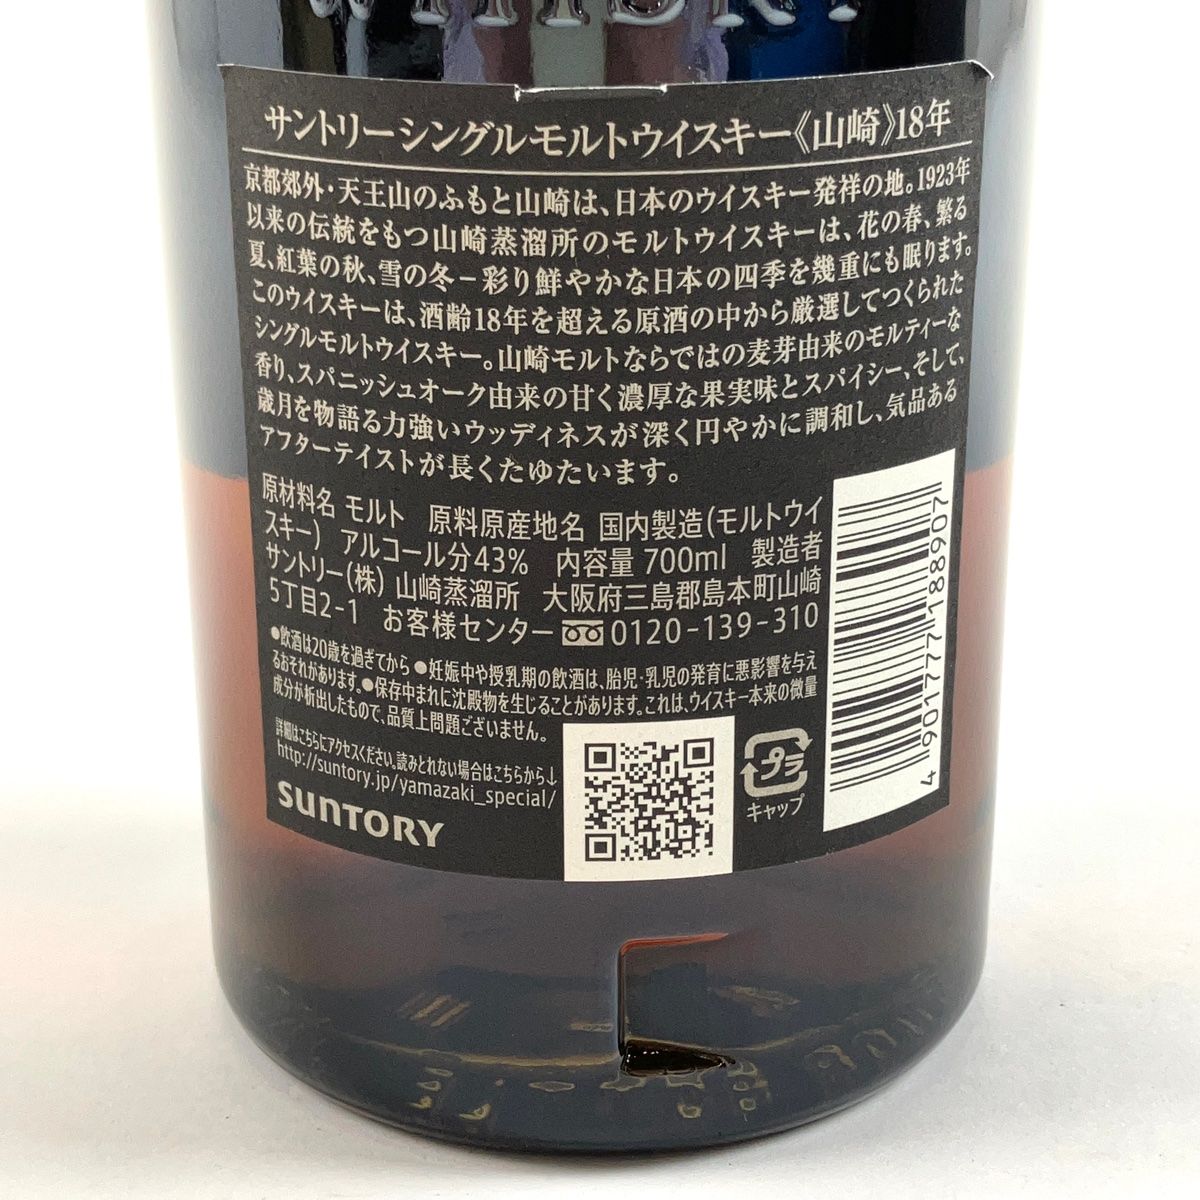 WHISKY
サントリーシングルモルトウイスキー《山崎》18年
京都郊外・天王山のふもと山崎は、日本のウイスキー発祥の地。1923年
以来の伝統をもつ山崎蒸溜所のモルトウイスキーは、花の春、繁る
夏、紅葉の秋、雪の冬－彩り鮮やかな日本の四季を幾重にも眠ります。
このウイスキーは、酒齢18年を超える原酒の中から厳選してつくられた
シングルモルトウイスキー。山崎モルトならではの麦芽由来のモルティーな
香り、スパニッシュオーク由来の甘く濃厚な果実味とスパイシー、そして、
歳月を物語る力強いウッディネスが深く円やかに調和し、気品ある
アフターテイストが長くたゆたいます。
原材料名 モルト 原料原産地名 国内製造(モルトウイ
スキー) アルコール分43% 内容量 700ml 製造者
サントリー(株) 山崎蒸溜所 大阪府三島郡島本町山崎
5丁目2-1 お客様センター 0120-139-310
●飲酒は20歳を過ぎてから ●妊娠中や授乳期の飲酒は、胎児・乳児の発育に悪影響を与え
るおそれがあります。●保存中まれに沈殿物を生じることがあります。これは、ウイスキー本来の微量
成分が析出したもので、品質上問題ございません。
詳細はこちらにアクセスください。読みとれない場合はこちらから↓
http://suntory.jp/yamazaki_special/
SUNTORY
プラ
キャップ
4 901777 188907